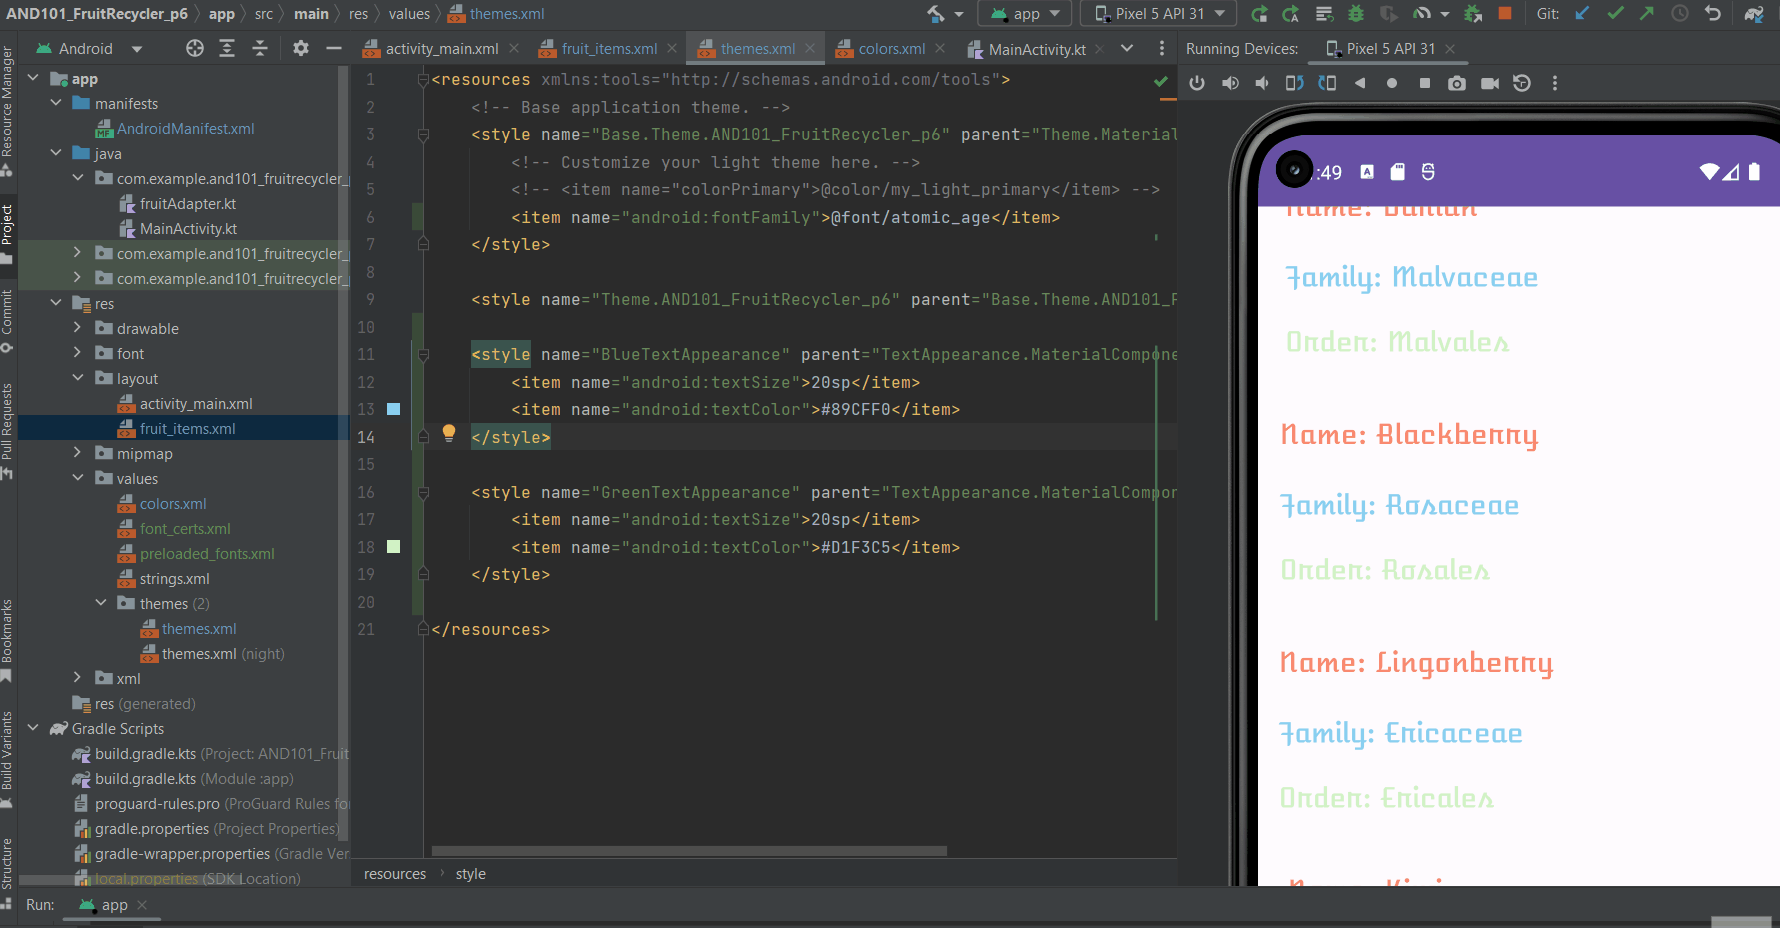 AND101_FruitRecycler_p6 > app > src > main > res > values > themes.xml
app
Pixel 5 API 31
Git:
Android
activity_main.xml
fruit_items.xml
themes.xml
colors.xml
MainActivity.kt
Running Devices:
Pixel 5 API 31
Resource Manager
Project
Commit
Pull Requests
Bookmarks
Build Variants
Structure
app
manifests
AndroidManifest.xml
java
com.example.and101_fruitrecycler_
fruitAdapter.kt
MainActivity.kt
com.example.and101_fruitrecycler_
com.example.and101_fruitrecycler_
res
drawable
font
layout
activity_main.xml
fruit_items.xml
mipmap
values
colors.xml
font_certs.xml
preloaded_fonts.xml
strings.xml
themes (2)
themes.xml
themes.xml (night)
xml
res (generated)
Gradle Scripts
build.gradle.kts (Project: AND101_Fruit
build.gradle.kts (Module :app)
proguard-rules.pro (ProGuard Rules fo
gradle.properties (Project Properties)
gradle-wrapper.properties (Gradle Ver
local.properties (SDK Location)
1 <resources xmlns:tools="http://schemas.android.com/tools">
2 <!-- Base application theme. -->
3 <style name="Base.Theme.AND101_FruitRecycler_p6" parent="Theme.Material
4 <!-- Customize your light theme here. -->
5 <!-- <item name="colorPrimary">@color/my_light_primary</item> -->
6 <item name="android:fontFamily">@font/atomic_age</item>
7 </style>
8
9 <style name="Theme.AND101_FruitRecycler_p6" parent="Base.Theme.AND101_F
10
11 <style name="BlueTextAppearance" parent="TextAppearance.MaterialCompone
12 <item name="android:textSize">20sp</item>
13 <item name="android:textColor">#89CFF0</item>
14 </style>
15
16 <style name="GreenTextAppearance" parent="TextAppearance.MaterialCompon
17 <item name="android:textSize">20sp</item>
18 <item name="android:textColor">#D1F3C5</item>
19 </style>
20
21 </resources>
resources > style
:49
A
Name:
Family: Malvaceae
Order: Malvales
Name: Blackberry
Family: Rosaceae
Order: Rosales
Name: Lingonberry
Family: Ericaceae
Order: Ericales
Run:
app